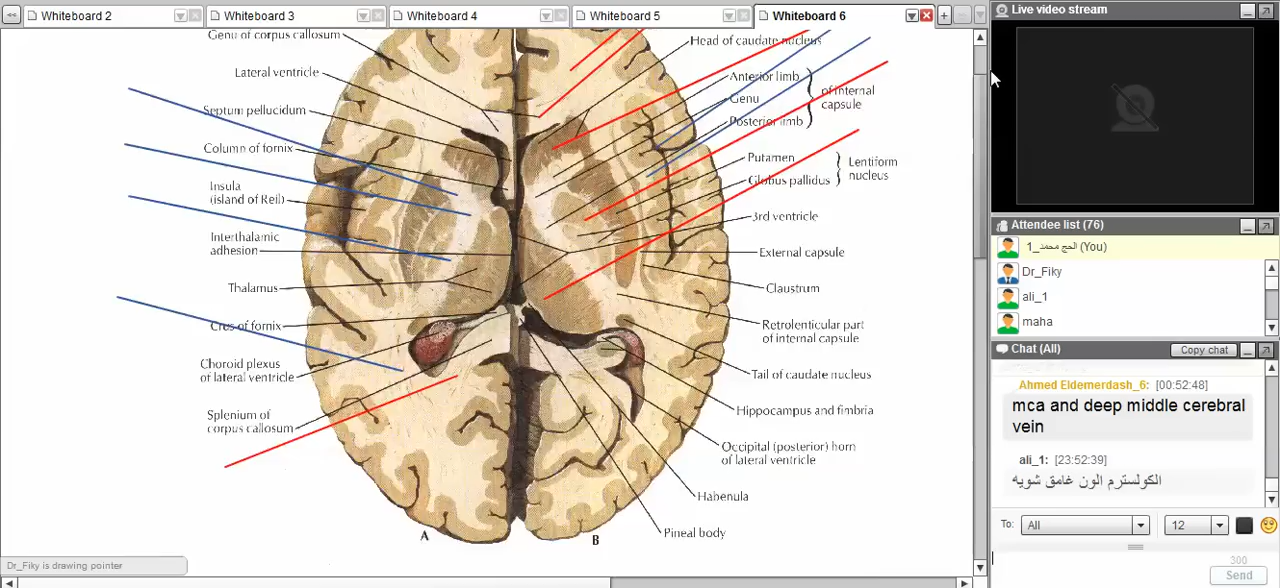 Whiteboard 2
Whiteboard 3
Whiteboard 4
Whiteboard 5
Whiteboard 6
Genu of corpus callosum
Lateral ventricle
Septum pellucidum
Column of fornix
Insula
(island of Reil)
Interthalamic
adhesion
Thalamus
Crus of fornix
Choroid plexus
of lateral ventricle
Splenium of
corpus callosum
A
B
Head of caudate nucleus
Anterior limb
Genu
Posterior limb
of internal
capsule
Putamen
Globus pallidus
Lentiform
nucleus
3rd ventricle
External capsule
Claustrum
Retrolenticular part
of internal capsule
Tail of caudate nucleus
Hippocampus and fimbria
Occipital (posterior) horn
of lateral ventricle
Habenula
Pineal body
Dr_Fiky is drawing pointer
Live video stream
Attendee list (76)
الحج محمد_1 (You)
Dr_Fiky
ali_1
maha
Chat (All)
Copy chat
Ahmed Eldemerdash_6: [00:52:48]
mca and deep middle cerebral
vein
ali_1: [23:52:39]
الكولسترم الون غامق شويه
To:
All
12
300
Send